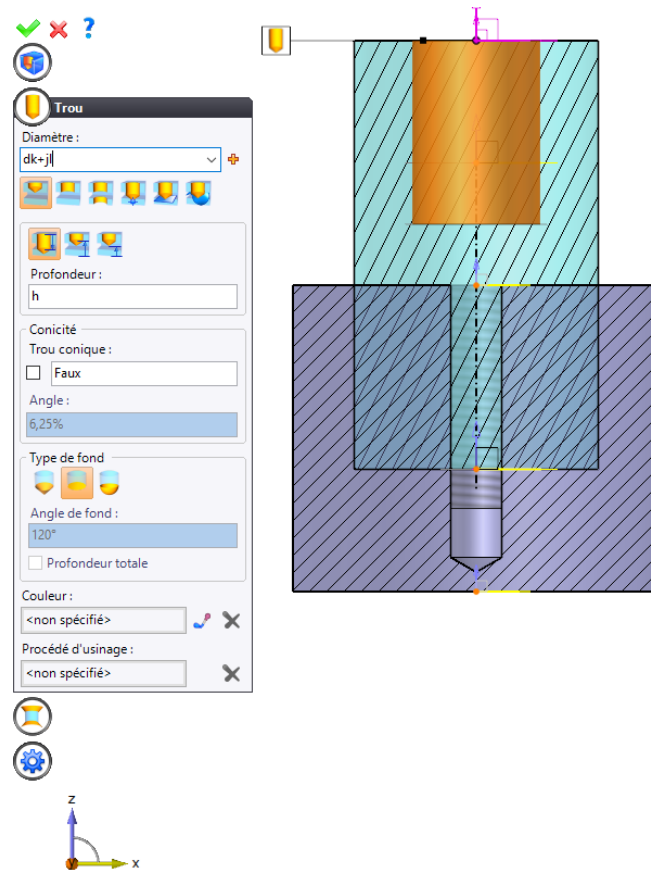 ?
Trou
Diamètre :
dk+jl
Profondeur :
h
Conicité
Trou conique :
Faux
Angle :
6,25%
Type de fond
Angle de fond :
120°
Profondeur totale
Couleur :
<non spécifié>
Procédé d'usinage :
<non spécifié>
z
x